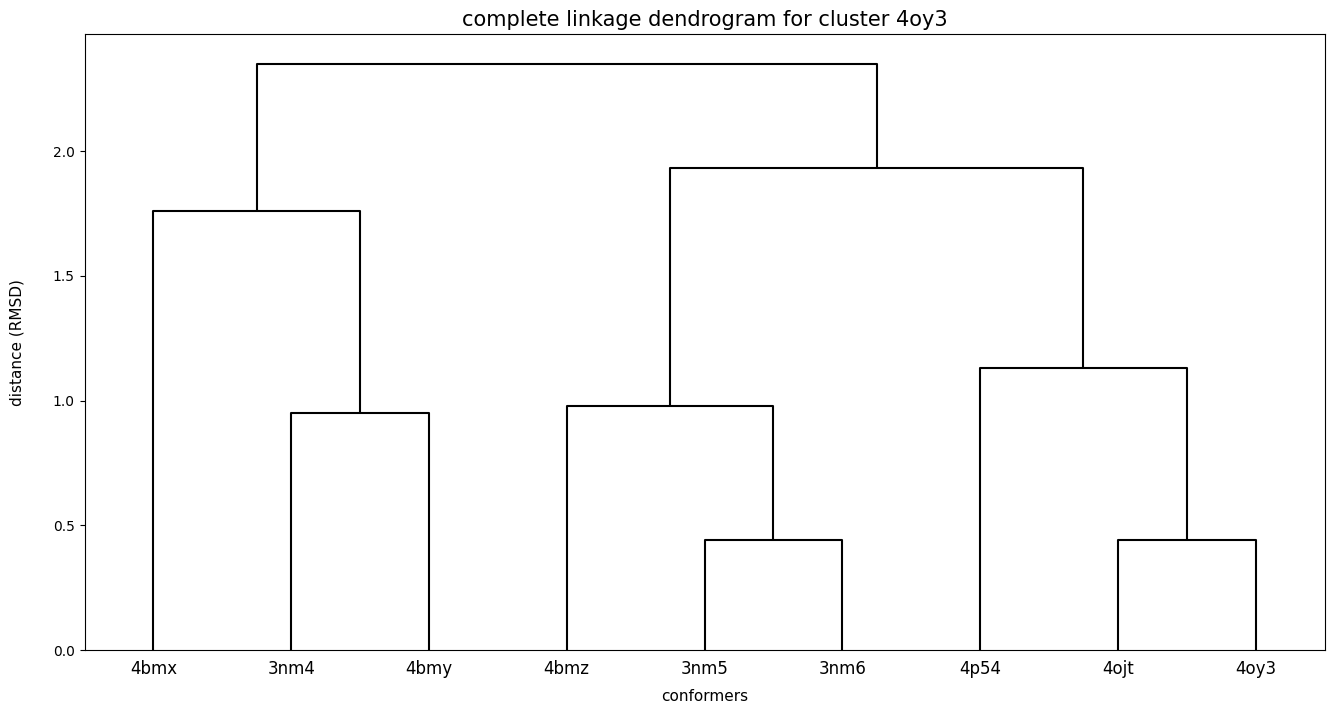 complete linkage dendrogram for cluster 4oy3
distance (RMSD)
2.0
1.5
1.0
0.5
0.0
4bmx 3nm4 4bmy 4bmz 3nm5 3nm6 4p54 4ojt 4oy3
conformers